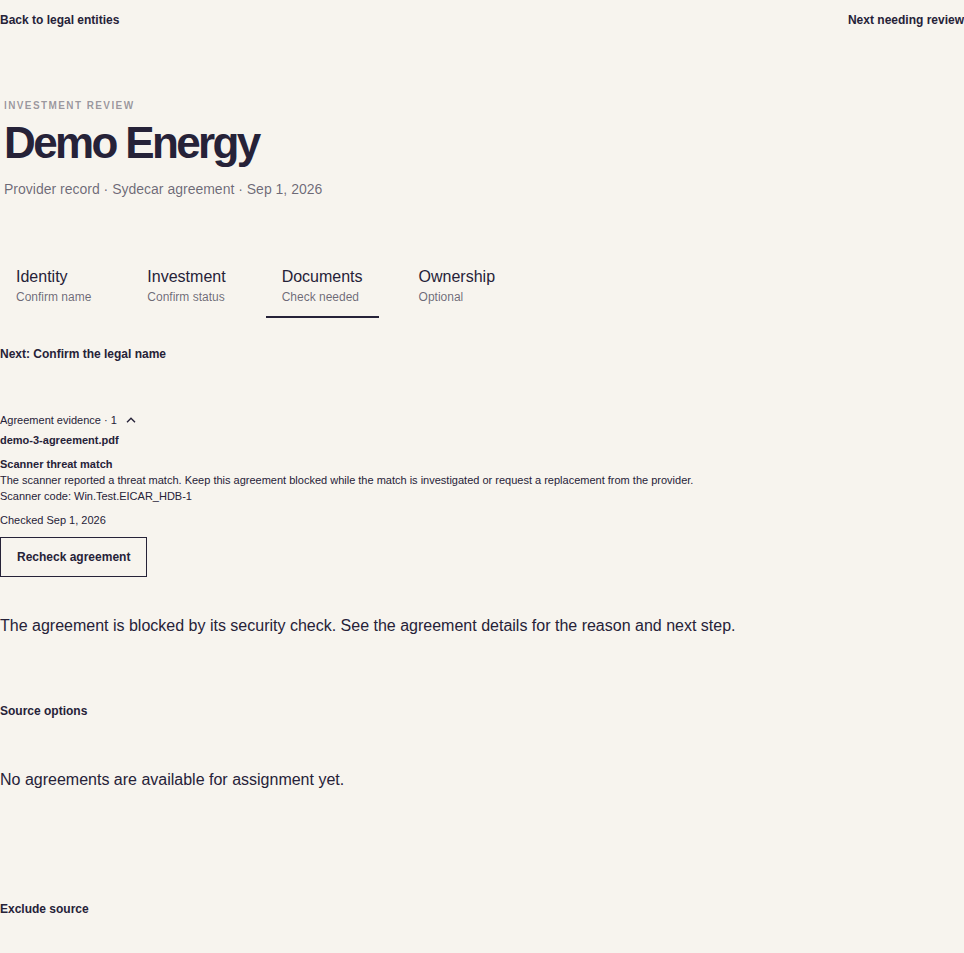 Back to legal entities
Next needing review
INVESTMENT REVIEW
Demo Energy
Provider record · Sydecar agreement · Sep 1, 2026
Identity
Confirm name
Investment
Confirm status
Documents
Check needed
Ownership
Optional
Next: Confirm the legal name
Agreement evidence · 1
demo-3-agreement.pdf
Scanner threat match
The scanner reported a threat match. Keep this agreement blocked while the match is investigated or request a replacement from the provider.
Scanner code: Win.Test.EICAR_HDB-1
Checked Sep 1, 2026
Recheck agreement
The agreement is blocked by its security check. See the agreement details for the reason and next step.
Source options
No agreements are available for assignment yet.
Exclude source